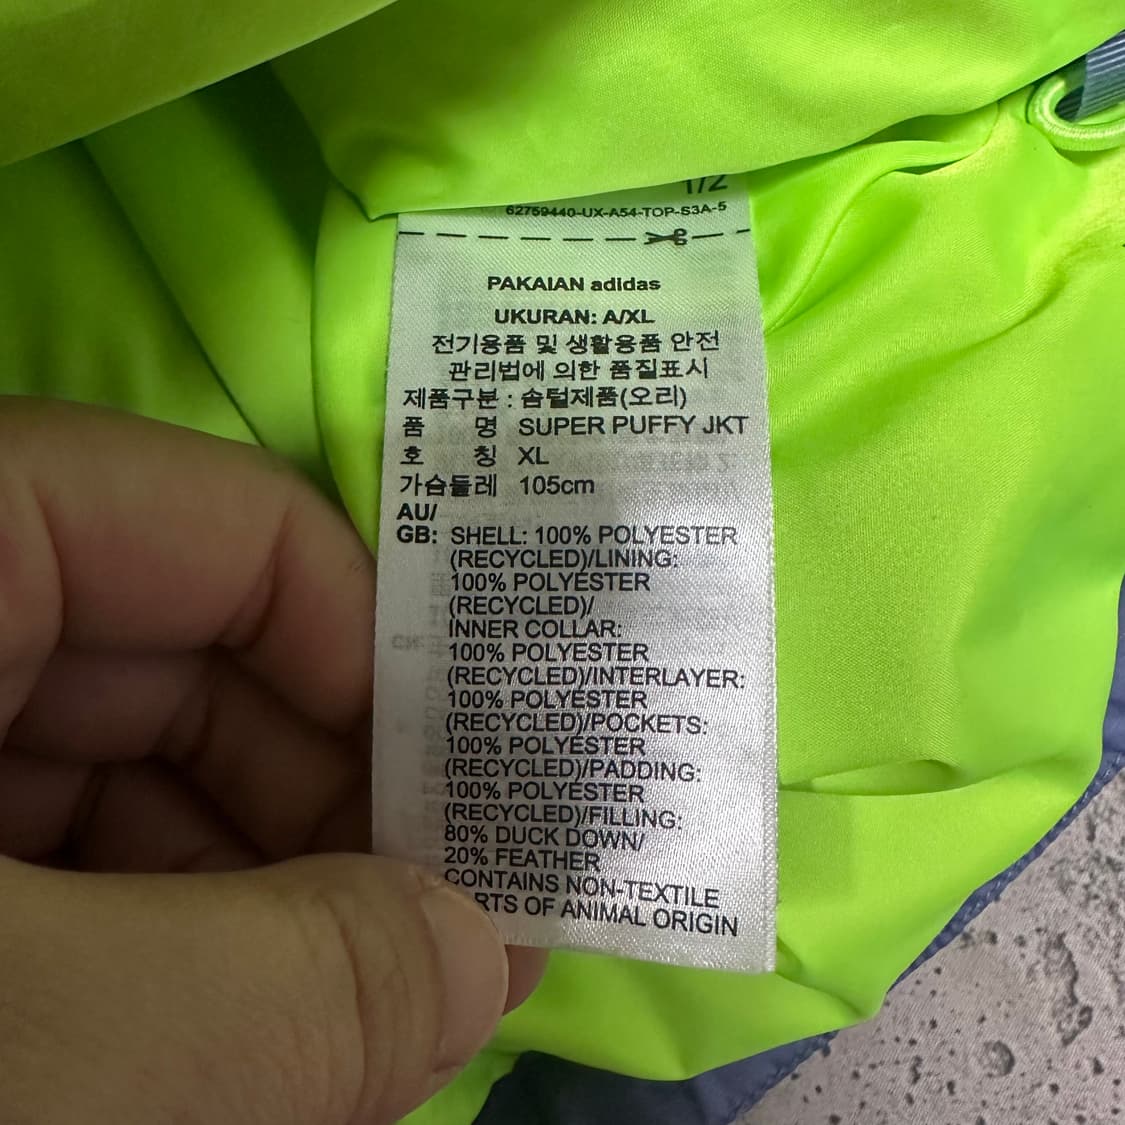 1/2
62759440-UX-A54-TOP-S3A-5
PAKAIAN adidas
UKURAN: A/XL
전기용품 및 생활용품 안전
관리법에 의한 품질표시
제품구분 : 솜털제품(오리)
품 명 SUPER PUFFY JKT
호 칭 XL
가슴둘레 105cm
AU/
GB: SHELL: 100% POLYESTER
(RECYCLED)/LINING:
100% POLYESTER
(RECYCLED)/
INNER COLLAR:
100% POLYESTER
(RECYCLED)/INTERLAYER:
100% POLYESTER
(RECYCLED)/POCKETS:
100% POLYESTER
(RECYCLED)/PADDING:
100% POLYESTER
(RECYCLED)/FILLING:
80% DUCK DOWN/
20% FEATHER
CONTAINS NON-TEXTILE
RTS OF ANIMAL ORIGIN